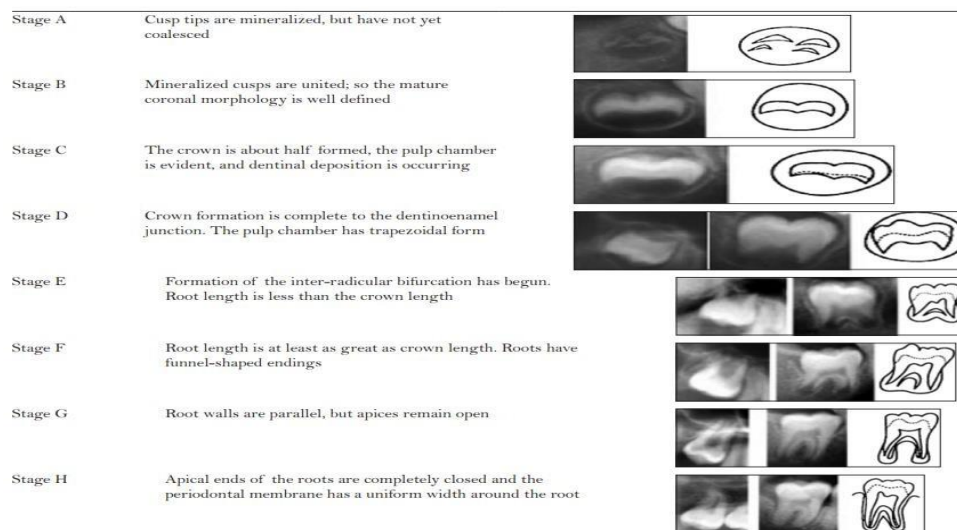 Stage A Cusp tips are mineralized, but have not yet
coalesced
Stage B Mineralized cusps are united; so the mature
coronal morphology is well defined
Stage C The crown is about half formed, the pulp chamber
is evident, and dentinal deposition is occurring
Stage D Crown formation is complete to the dentinoenamel
junction. The pulp chamber has trapezoidal form
Stage E Formation of the inter-radicular bifurcation has begun.
Root length is less than the crown length
Stage F Root length is at least as great as crown length. Roots have
funnel-shaped endings
Stage G Root walls are parallel, but apices remain open
Stage H Apical ends of the roots are completely closed and the
periodontal membrane has a uniform width around the root